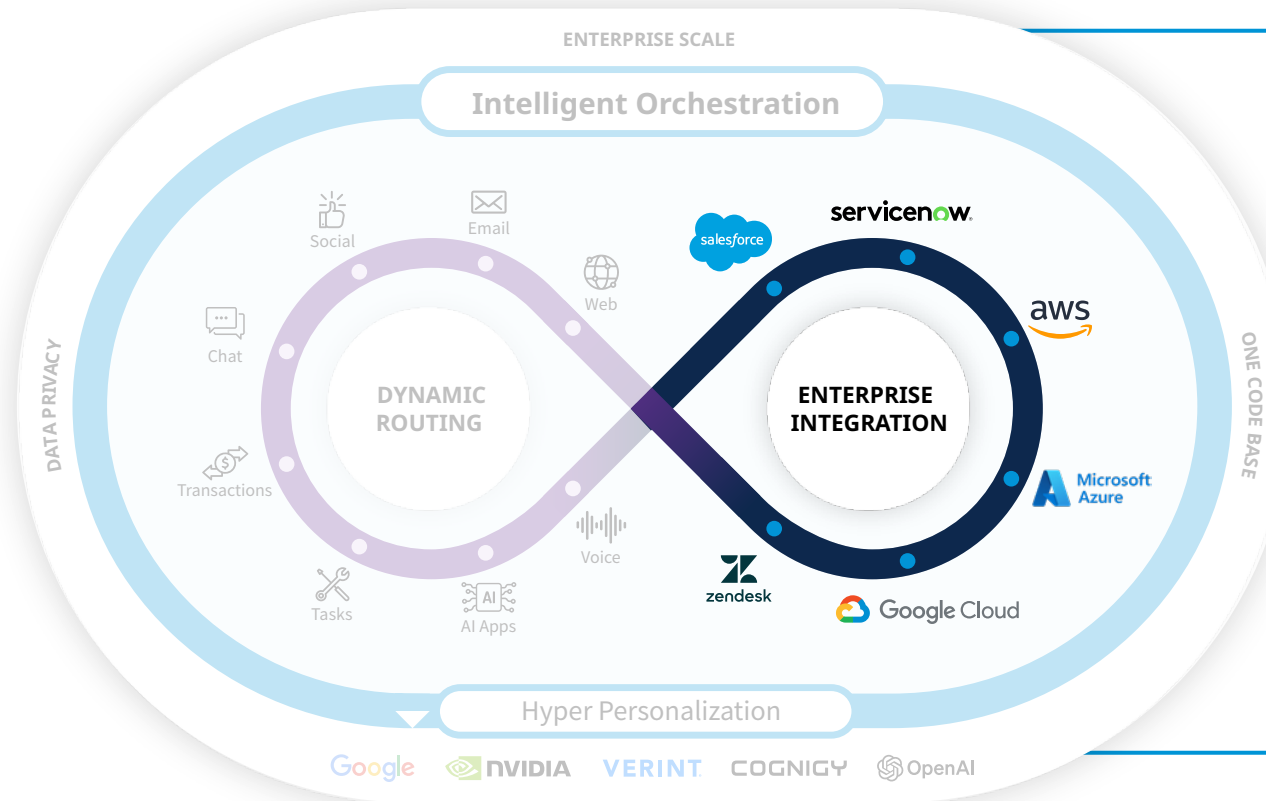 ENTERPRISE SCALE
Intelligent Orchestration
Social
Email
Web
Chat
Transactions
Tasks
AI
AI Apps
Voice
DYNAMIC
ROUTING
salesforce
servicenow.
aws
ENTERPRISE
INTEGRATION
Microsoft
Azure
zendesk
Google Cloud
DATA PRIVACY
ONE CODE BASE
Hyper Personalization
Google
NVIDIA
VERINT.
COGNIGY
OpenAI